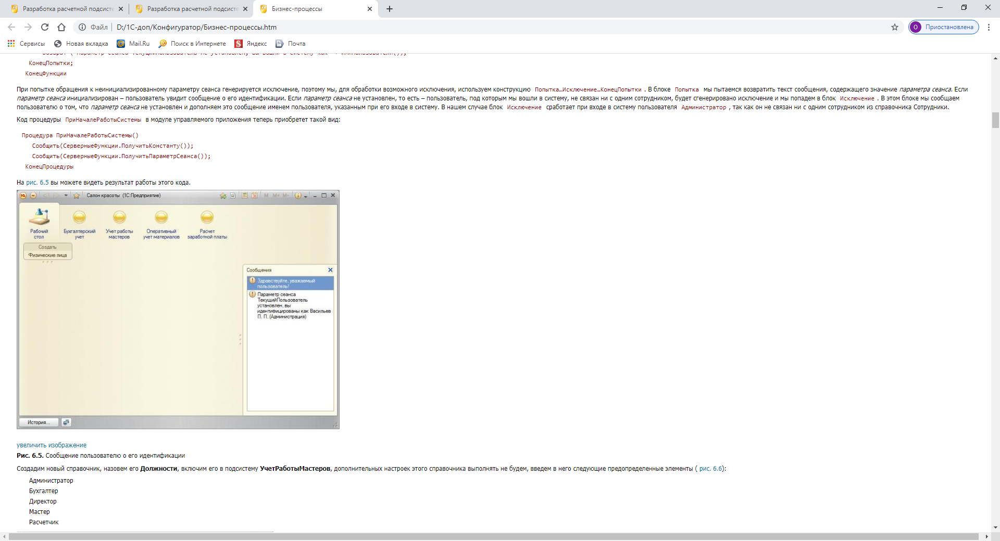 Разработка расчетной подсисте
Разработка расчетной подсисте
Бизнес-процессы
Файл
D:/1С-доп/Конфигуратор/Бизнес-процессы.htm
О
Приостановлена
Сервисы
Новая вкладка
Mail.Ru
Поиск в Интернете
Яндекс
Почта
КонецПопытки;
КонецФункции
При попытке обращения к неинициализированному параметру сеанса генерируется исключение, поэтому мы, для обработки возможного исключения, используем конструкцию Попытка…Исключение…КонецПопытки . В блоке Попытка мы пытаемся возвратить текст сообщения, содержащего значение параметра сеанса. Если
параметр сеанса инициализирован – пользователь увидит сообщение о его идентификации. Если параметр сеанса не установлен, то есть – пользователь, под которым мы вошли в систему, не связан ни с одним сотрудником, будет сгенерировано исключение и мы попадем в блок Исключение . В этом блоке мы сообщаем
пользователю о том, что параметр сеанса не установлен и дополняем это сообщение именем пользователя, указанным при его входе в систему. В нашем случае блок Исключение сработает при входе в систему пользователя Администратор , так как он не связан ни с одним сотрудником из справочника Сотрудники.
Код процедуры ПриНачалеРаботыСистемы в модуле управляемого приложения теперь приобретет такой вид:
Процедура ПриНачалеРаботыСистемы()
Сообщить(СерверныеФункции.ПолучитьКонстанту());
Сообщить(СерверныеФункции.ПолучитьПараметрСеанса());
КонецПроцедуры
На рис. 6.5 вы можете видеть результат работы этого кода.
Салон красоты (1С:Предприятие)
M M+ M-
Рабочий
стол
Бухгалтерский
учет
Учет работы
мастеров
Оперативный
учет материалов
Расчет
заработной платы
Создать
Физические лица
Сообщения
Здравствуйте, уважаемый
пользователь!
Параметр сеанса
ТекущийПользователь
установлен, вы
идентифицированы как Васильев
П. П. (Администрация)
История...
увеличить изображение
Рис. 6.5. Сообщение пользователю о его идентификации
Создадим новый справочник, назовем его Должности, включим его в подсистему УчетРаботыМастеров, дополнительных настроек этого справочника выполнять не будем, введем в него следующие предопределенные элементы ( рис. 6.6):
Администратор
Бухгалтер
Директор
Мастер
Расчетчик